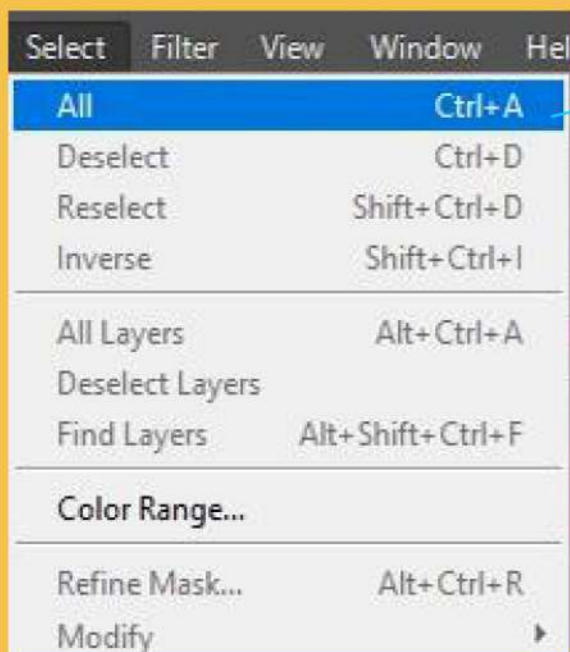 Select Filter View Window Hel
All Ctrl+A
Deselect Ctrl+D
Reselect Shift+Ctrl+D
Inverse Shift+Ctrl+I
All Layers Alt+Ctrl+A
Deselect Layers
Find Layers Alt+Shift+Ctrl+F
Color Range...
Refine Mask... Alt+Ctrl+R
Modify